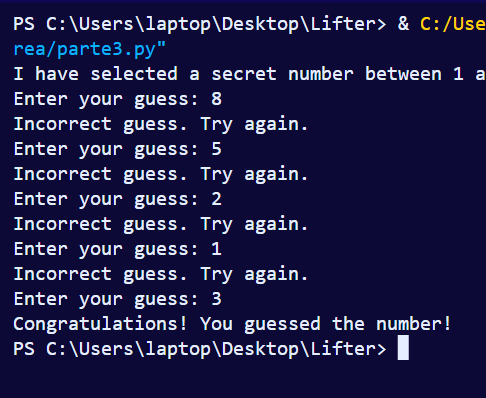 PS C:\Users\laptop\Desktop\Lifter> & C:/Use
rea/parte3.py"
I have selected a secret number between 1 a
Enter your guess: 8
Incorrect guess. Try again.
Enter your guess: 5
Incorrect guess. Try again.
Enter your guess: 2
Incorrect guess. Try again.
Enter your guess: 1
Incorrect guess. Try again.
Enter your guess: 3
Congratulations! You guessed the number!
PS C:\Users\laptop\Desktop\Lifter>